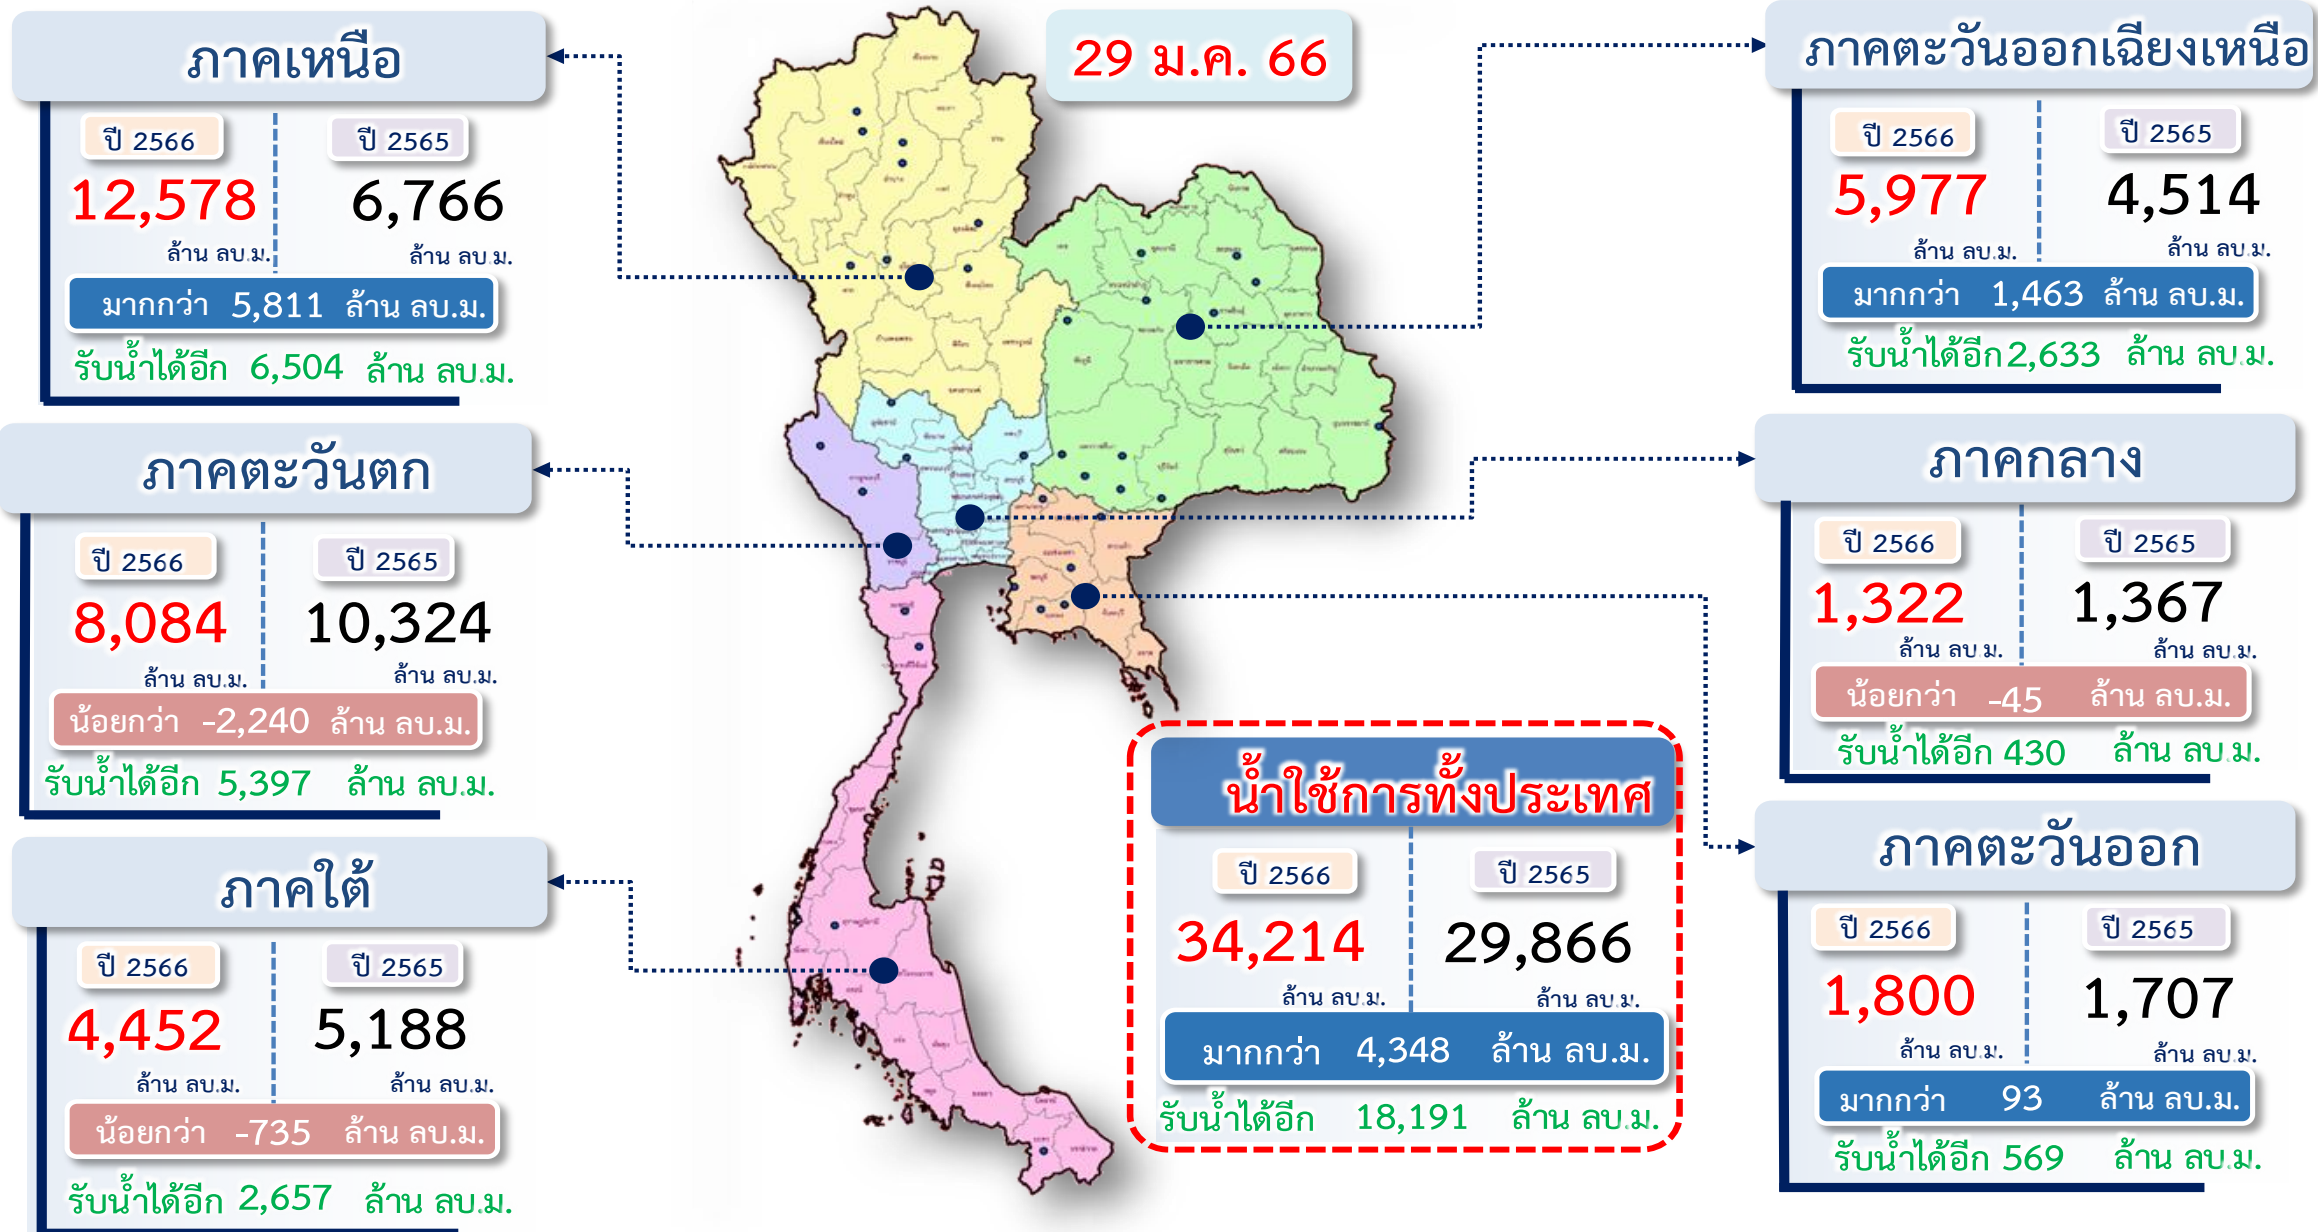 29 ม.ค. 66
ภาคเหนือ
ปี 2566
ปี 2565
12,578
6,766
ล้าน ลบ.ม.
ล้าน ลบ.ม.
มากกว่า 5,811 ล้าน ลบ.ม.
รับน้ำได้อีก 6,504 ล้าน ลบ.ม.
ภาคตะวันตก
ปี 2566
ปี 2565
8,084
10,324
ล้าน ลบ.ม.
ล้าน ลบ.ม.
น้อยกว่า -2,240 ล้าน ลบ.ม.
รับน้ำได้อีก 5,397 ล้าน ลบ.ม.
ภาคใต้
ปี 2566
ปี 2565
4,452
5,188
ล้าน ลบ.ม.
ล้าน ลบ.ม.
น้อยกว่า -735 ล้าน ลบ.ม.
รับน้ำได้อีก 2,657 ล้าน ลบ.ม.
น้ำใช้การทั้งประเทศ
ปี 2566
ปี 2565
34,214
29,866
ล้าน ลบ.ม.
ล้าน ลบ.ม.
มากกว่า 4,348 ล้าน ลบ.ม.
รับน้ำได้อีก 18,191 ล้าน ลบ.ม.
ภาคตะวันออกเฉียงเหนือ
ปี 2566
ปี 2565
5,977
4,514
ล้าน ลบ.ม.
ล้าน ลบ.ม.
มากกว่า 1,463 ล้าน ลบ.ม.
รับน้ำได้อีก 2,633 ล้าน ลบ.ม.
ภาคกลาง
ปี 2566
ปี 2565
1,322
1,367
ล้าน ลบ.ม.
ล้าน ลบ.ม.
น้อยกว่า -45 ล้าน ลบ.ม.
รับน้ำได้อีก 430 ล้าน ลบ.ม.
ภาคตะวันออก
ปี 2566
ปี 2565
1,800
1,707
ล้าน ลบ.ม.
ล้าน ลบ.ม.
มากกว่า 93 ล้าน ลบ.ม.
รับน้ำได้อีก 569 ล้าน ลบ.ม.